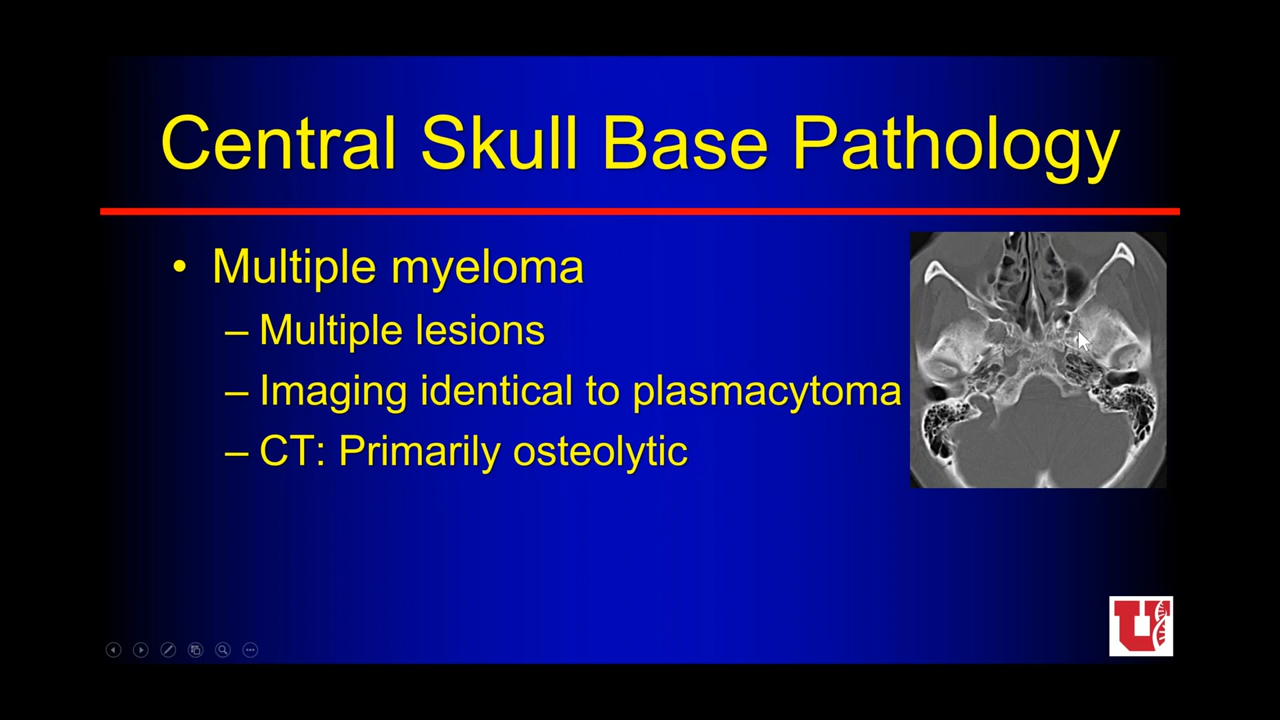 Central Skull Base Pathology
• Multiple myeloma
– Multiple lesions
– Imaging identical to plasmacytoma
– CT: Primarily osteolytic
U